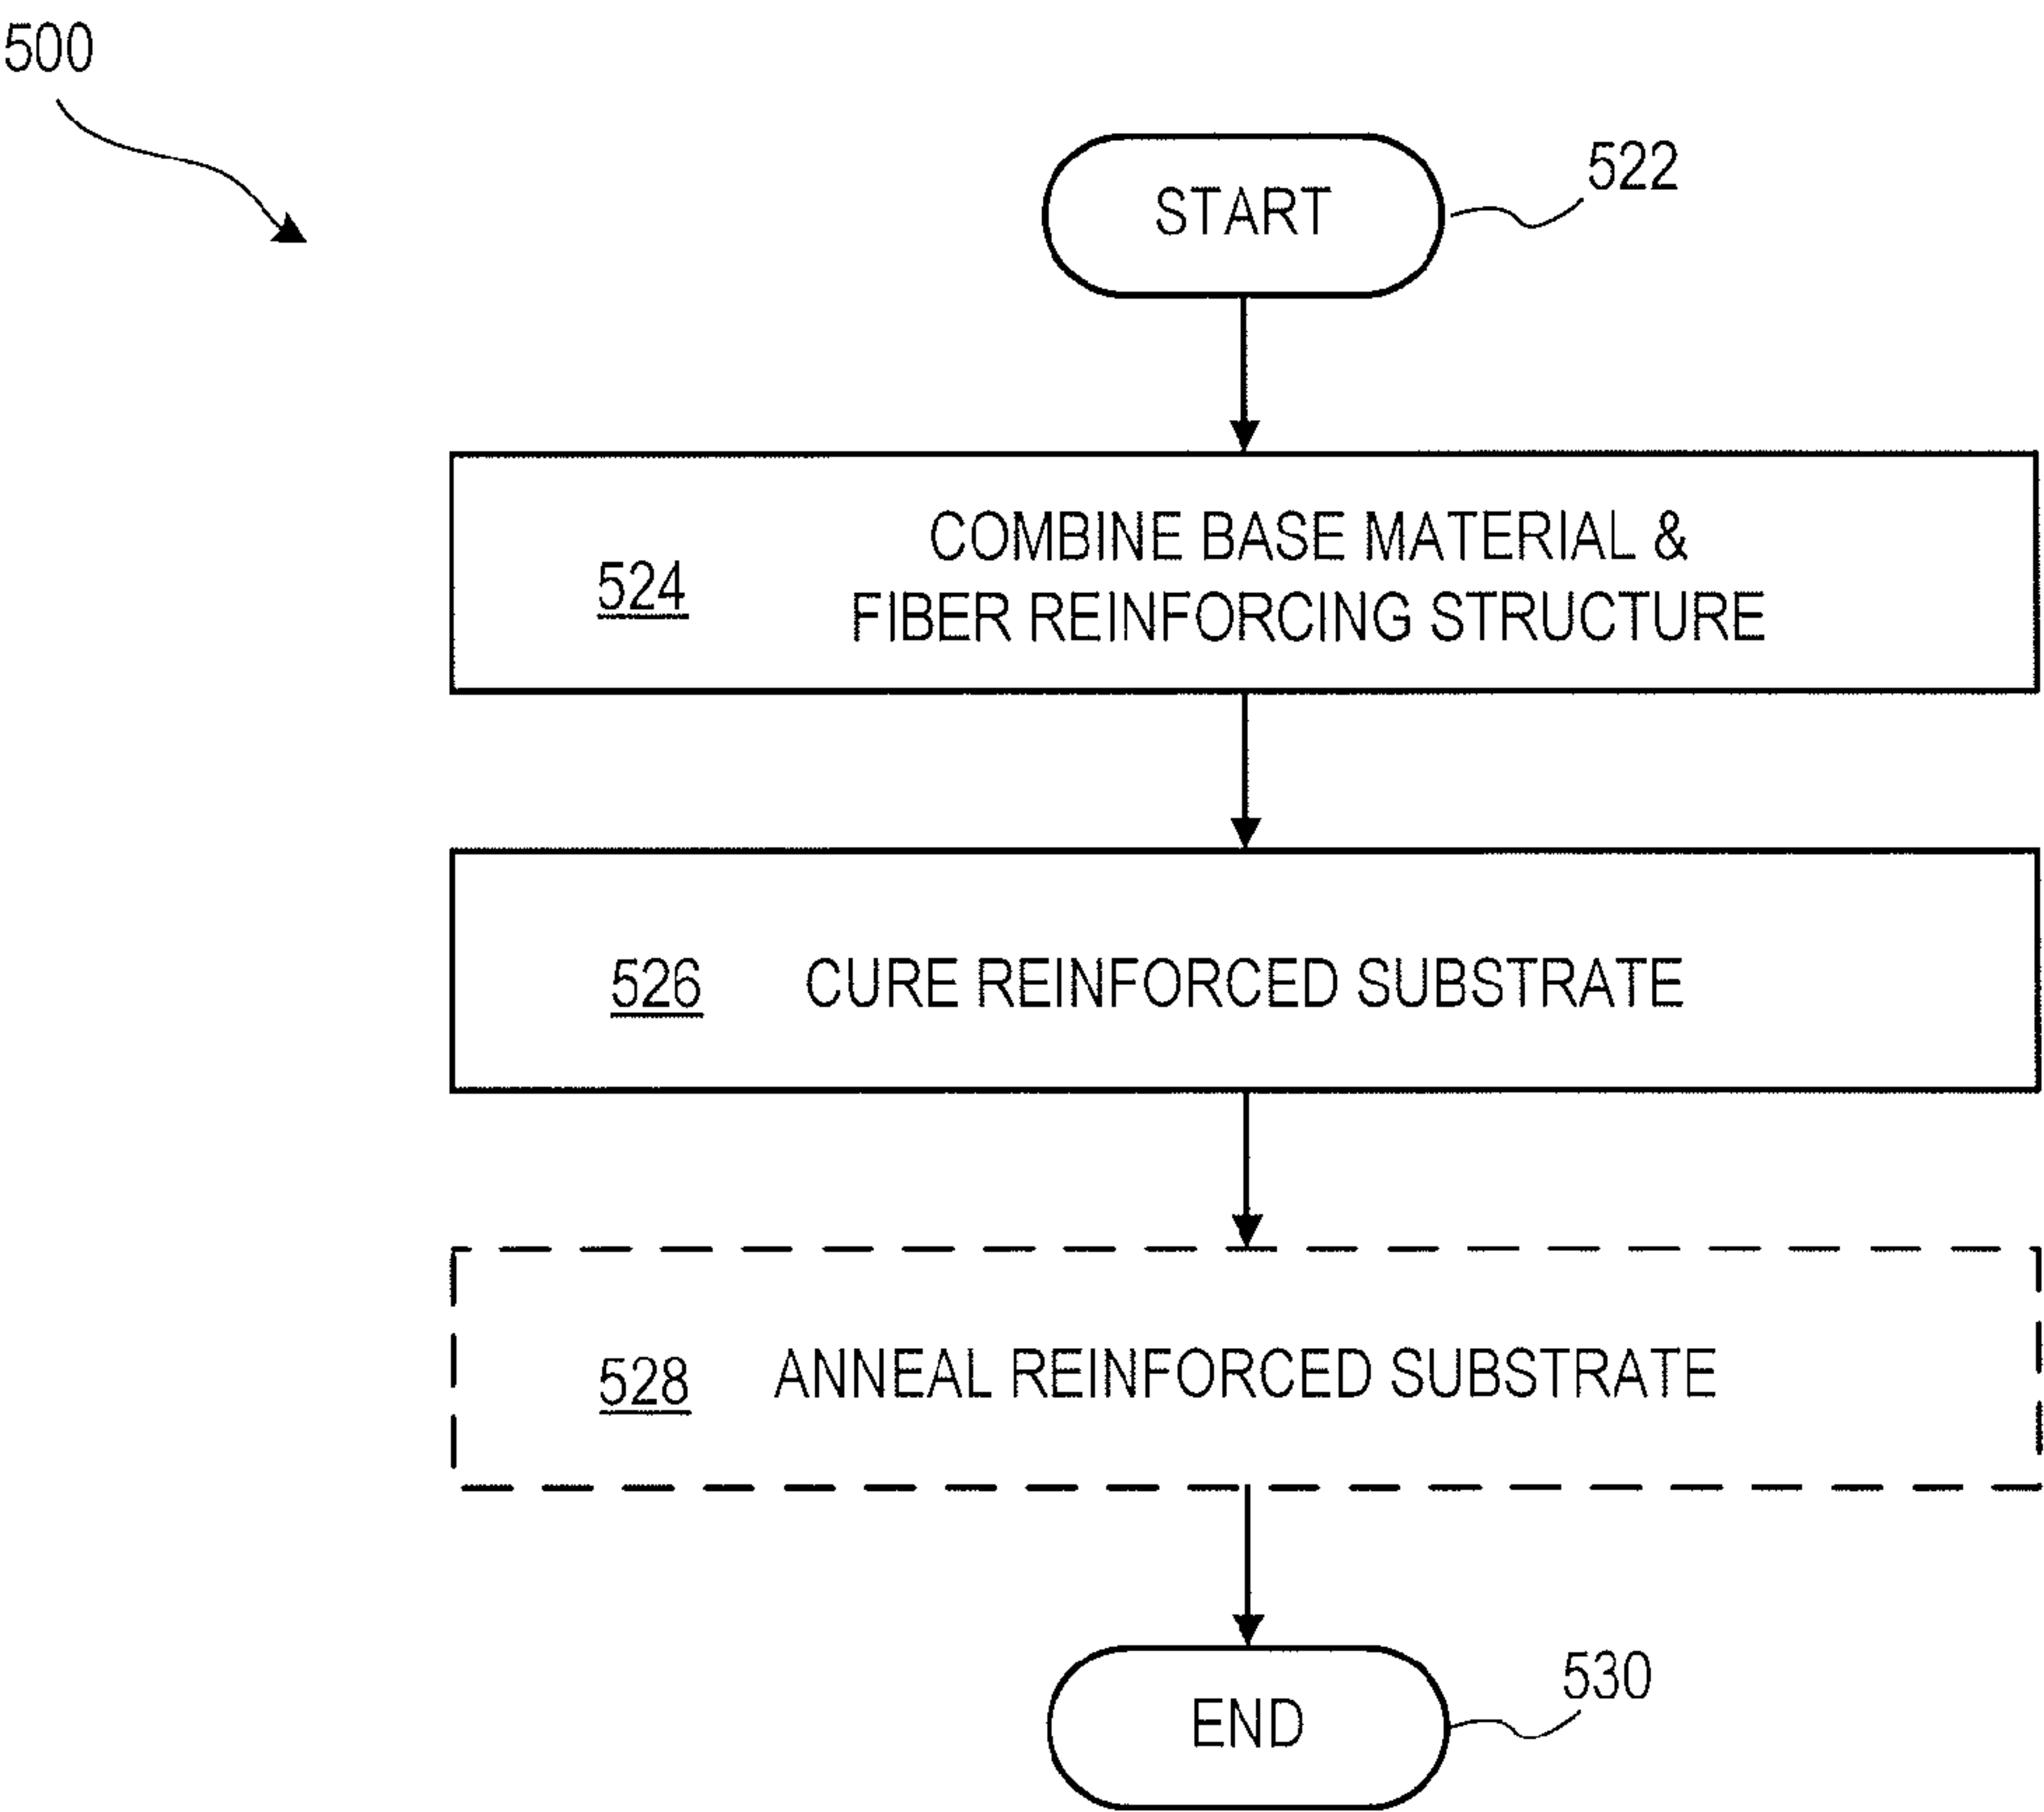 500
START
522
COMBINE BASE MATERIAL &
524
FIBER REINFORCING STRUCTURE
526 CURE REINFORCED SUBSTRATE
528 ANNEAL REINFORCED SUBSTRATE
END
530